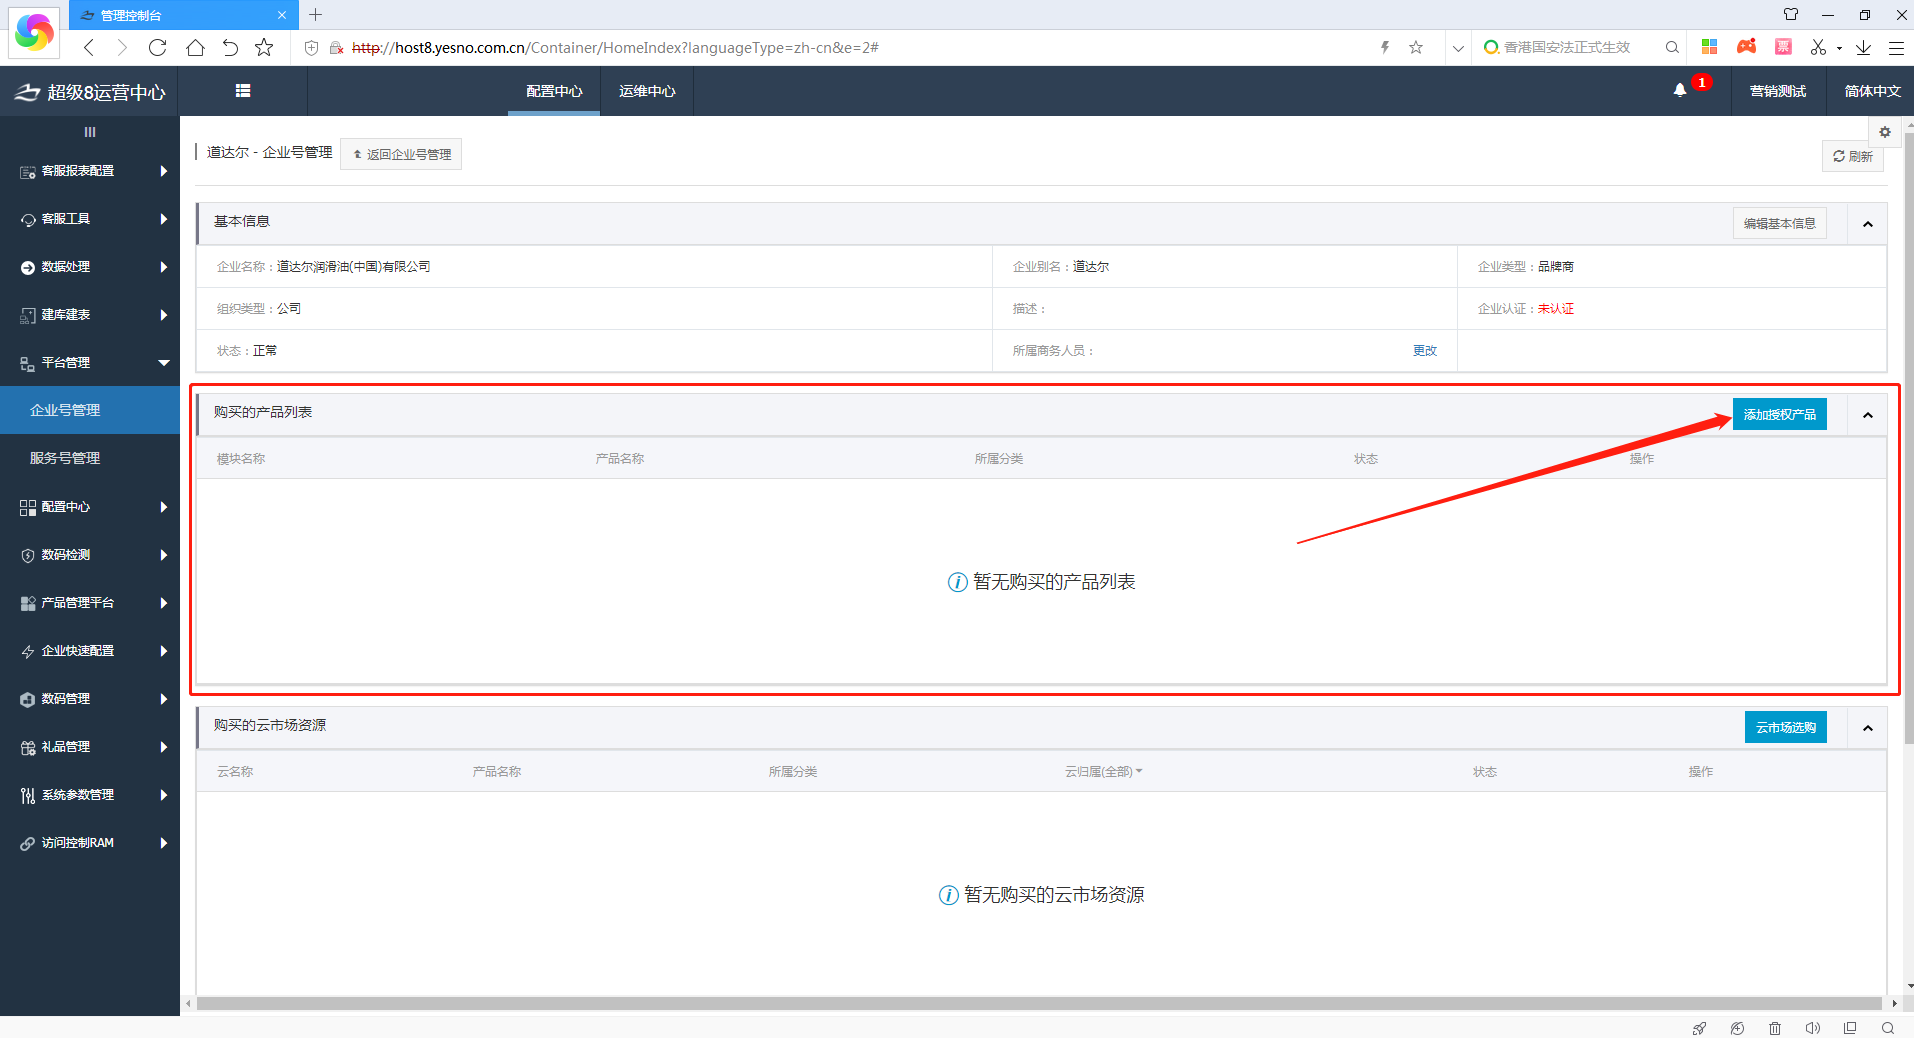 管理控制台
http://host8.yesno.com.cn/Container/HomeIndex?languageType=zh-cn&e=2#
香港国安法正式生效
票
超级8运营中心
配置中心
运维中心
1
营销测试
简体中文
客服报表配置
客服工具
数据处理
建库建表
平台管理
企业号管理
服务号管理
配置中心
数码检测
产品管理平台
企业快速配置
数码管理
礼品管理
系统参数管理
访问控制RAM
道达尔 - 企业号管理
返回企业号管理
刷新
基本信息
编辑基本信息
企业名称：道达尔润滑油(中国)有限公司
企业别名：道达尔
企业类型：品牌商
组织类型：公司
描述：
企业认证：未认证
状态：正常
所属商务人员：
更改
购买的产品列表
添加授权产品
模块名称
产品名称
所属分类
状态
操作
暂无购买的产品列表
购买的云市场资源
云市场选购
云名称
产品名称
所属分类
云归属(全部)
状态
操作
暂无购买的云市场资源